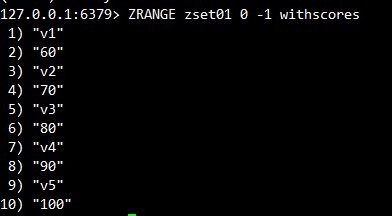 127.0.0.1:6379> ZRANGE zset01 0 -1 withscores
1) "v1"
2) "60"
3) "v2"
4) "70"
5) "v3"
6) "80"
7) "v4"
8) "90"
9) "v5"
10) "100"